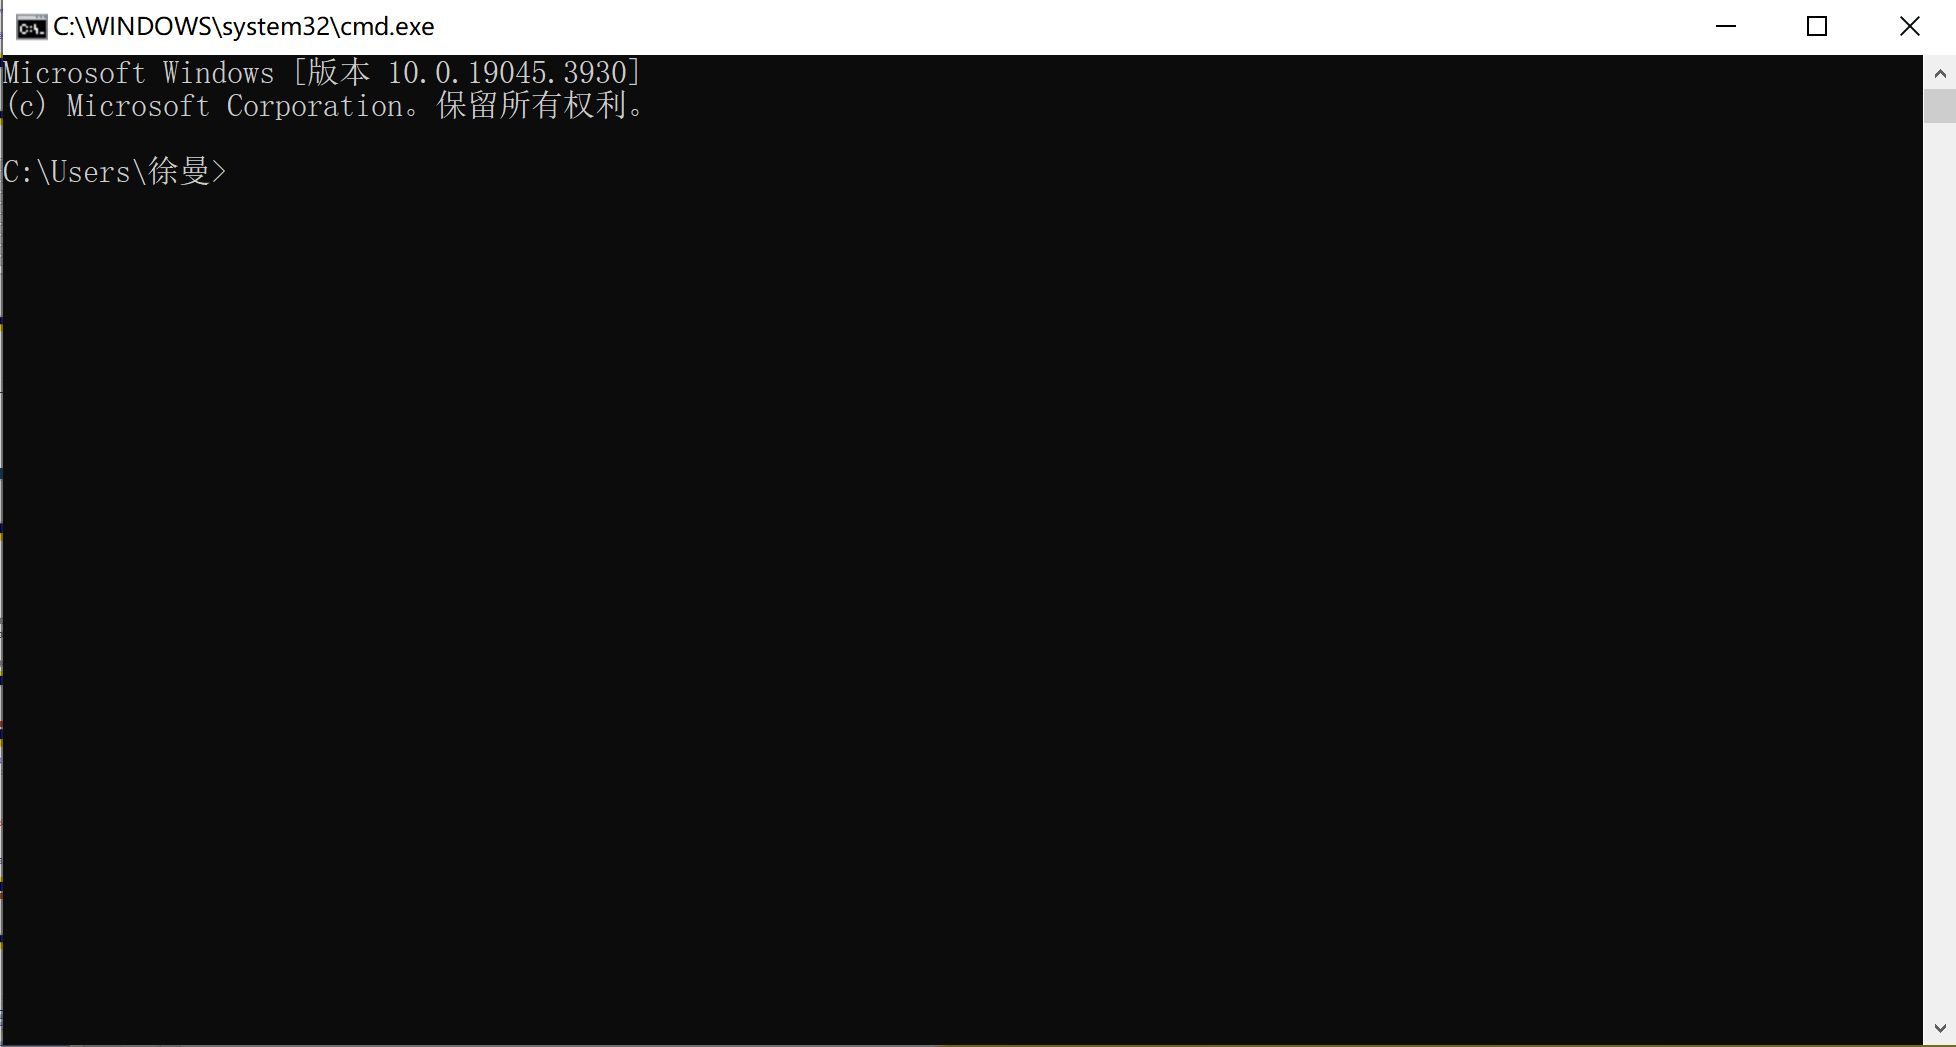 C:\WINDOWS\system32\cmd.exe
Microsoft Windows [版本 10.0.19045.3930]
(c) Microsoft Corporation。保留所有权利。
C:\Users\徐曼>